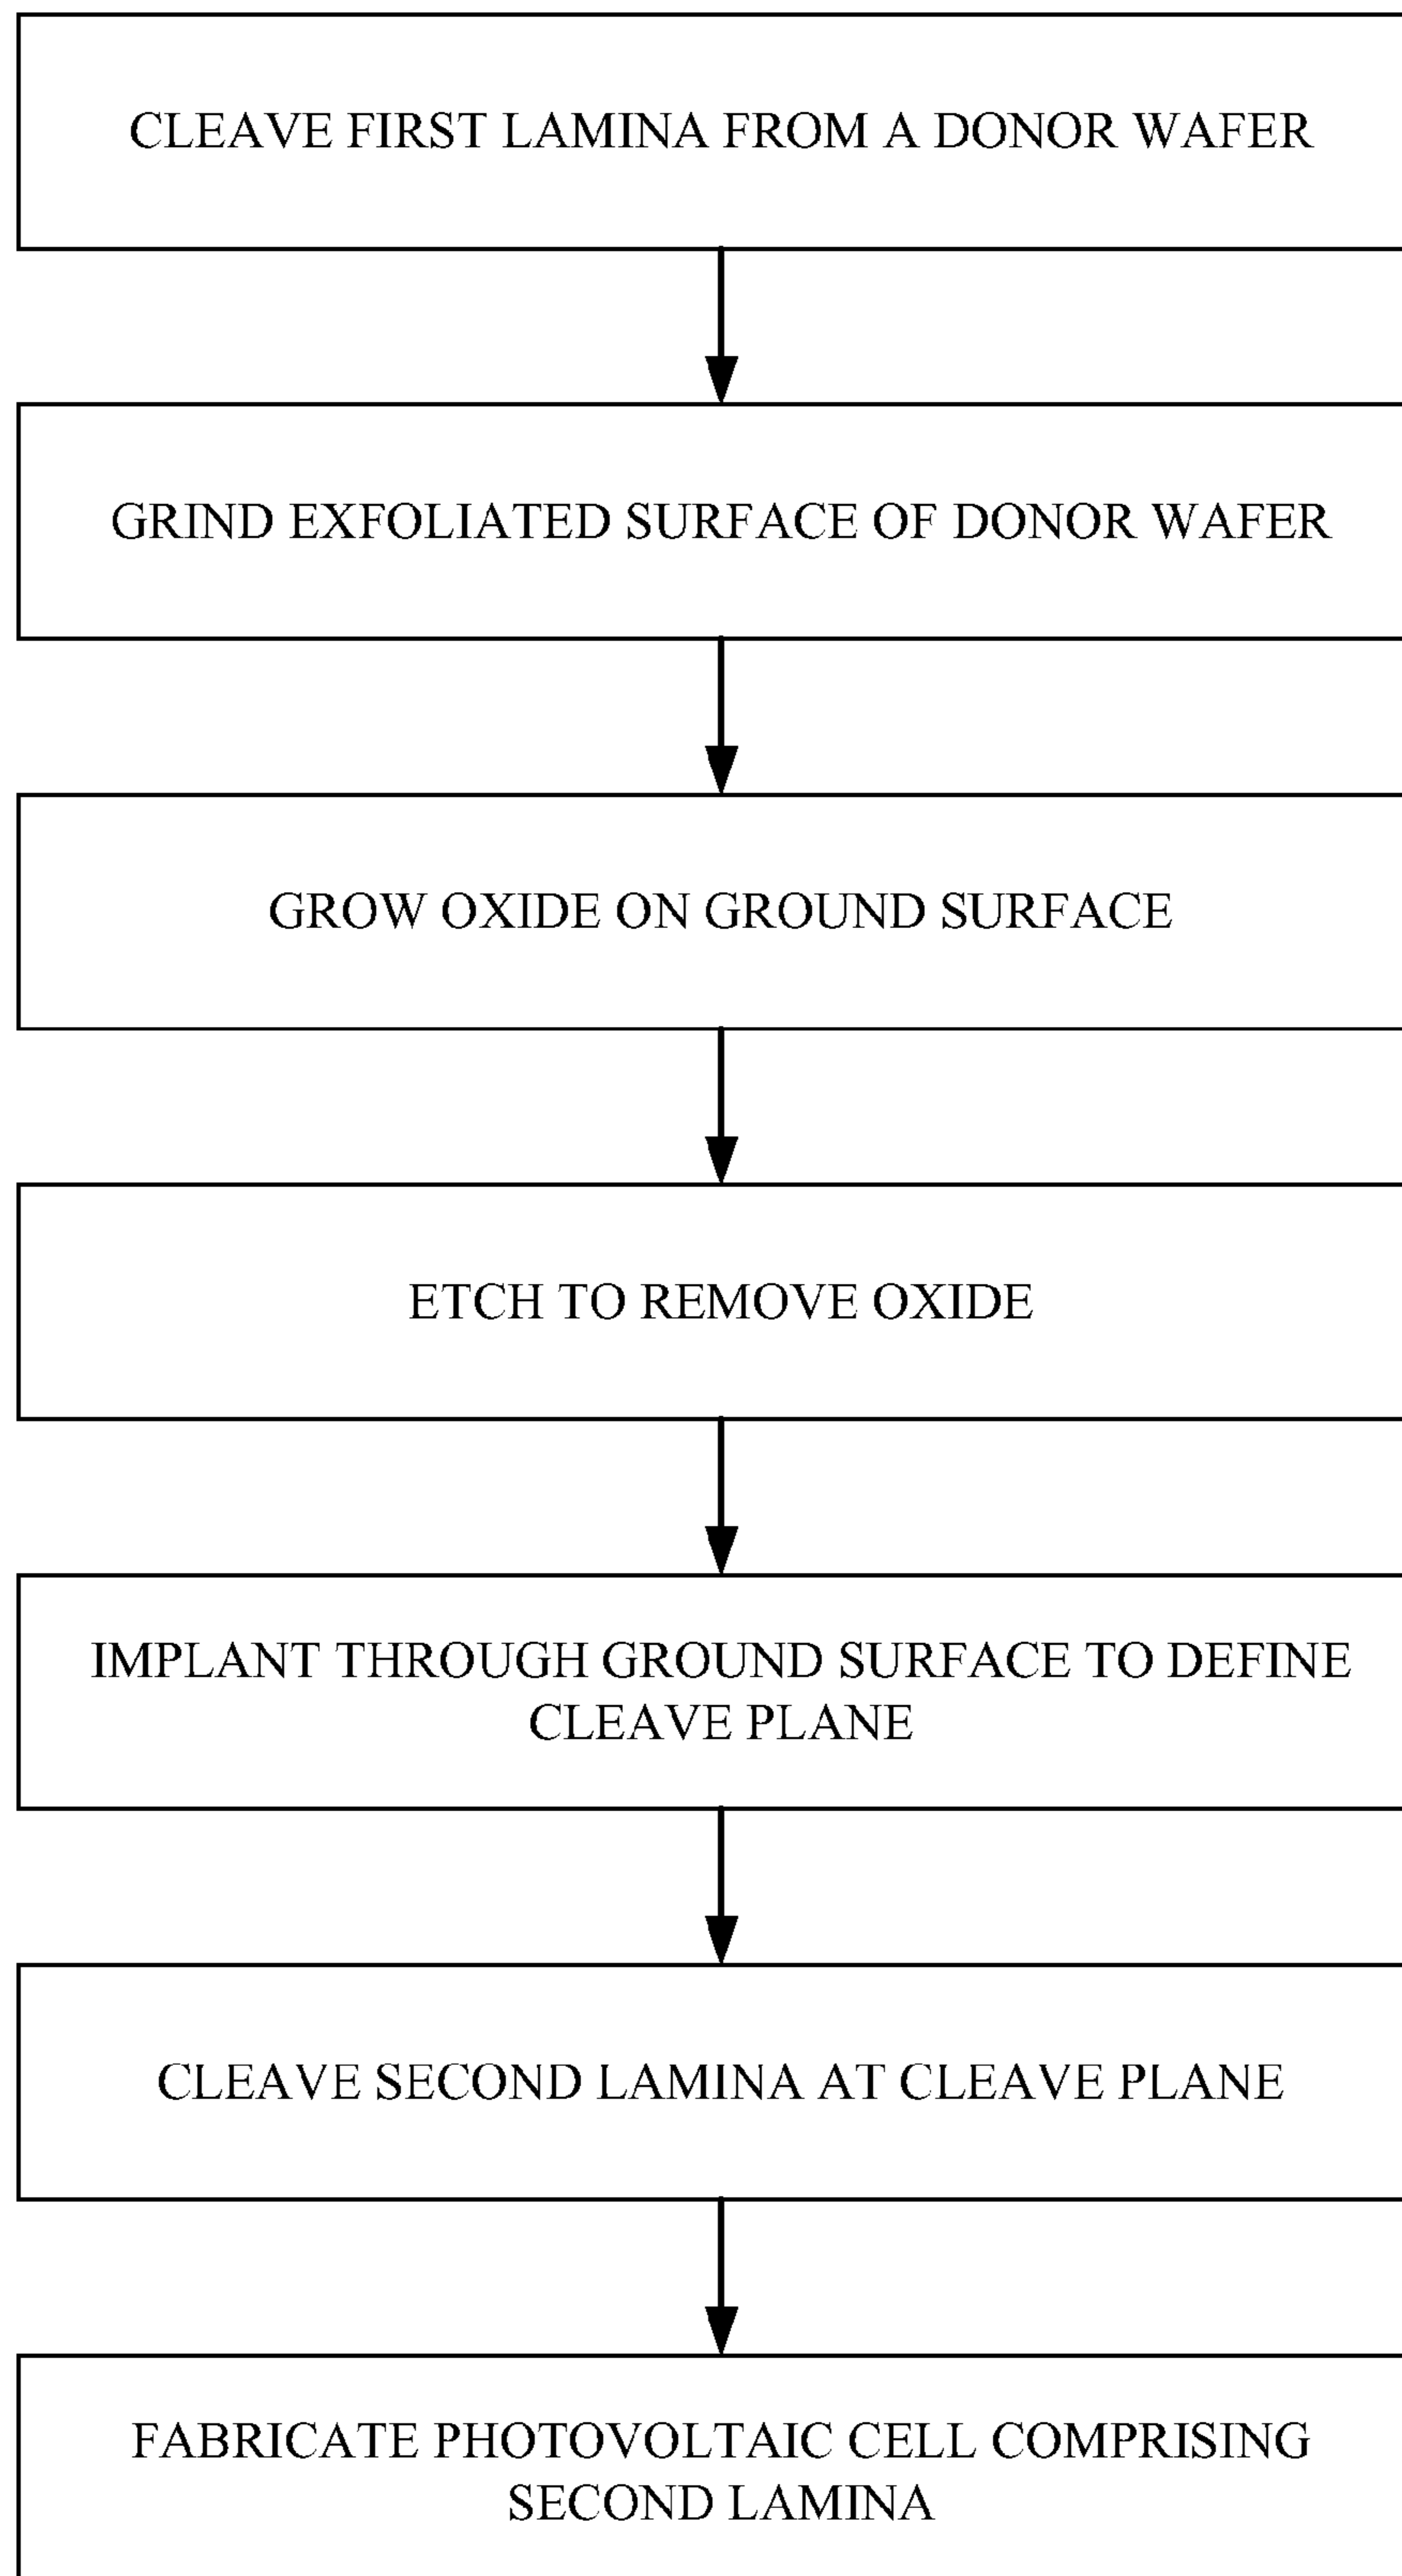 CLEAVE FIRST LAMINA FROM A DONOR WAFER
GRIND EXFOLIATED SURFACE OF DONOR WAFER
GROW OXIDE ON GROUND SURFACE
ETCH TO REMOVE OXIDE
IMPLANT THROUGH GROUND SURFACE TO DEFINE
CLEAVE PLANE
CLEAVE SECOND LAMINA AT CLEAVE PLANE
FABRICATE PHOTOVOLTAIC CELL COMPRISING
SECOND LAMINA